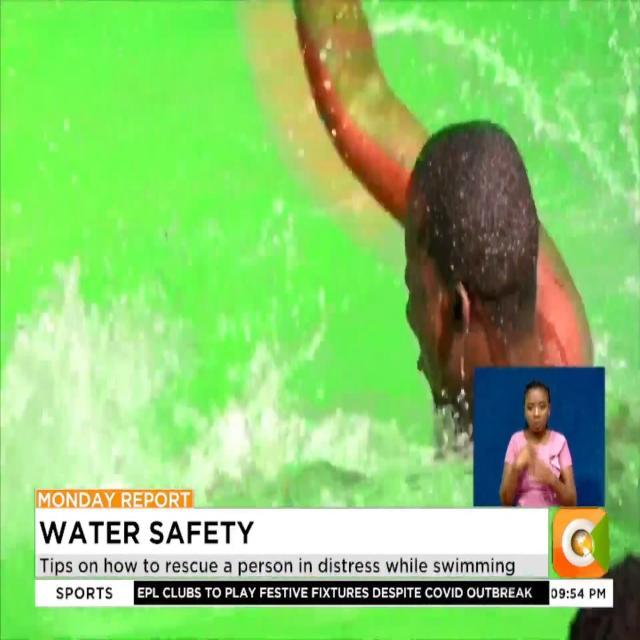 MONDAY REPORT
WATER SAFETY
Tips on how to rescue a person in distress while swimming
SPORTS EPL CLUBS TO PLAY FESTIVE FIXTURES DESPITE COVID OUTBREAK 09:54 PM